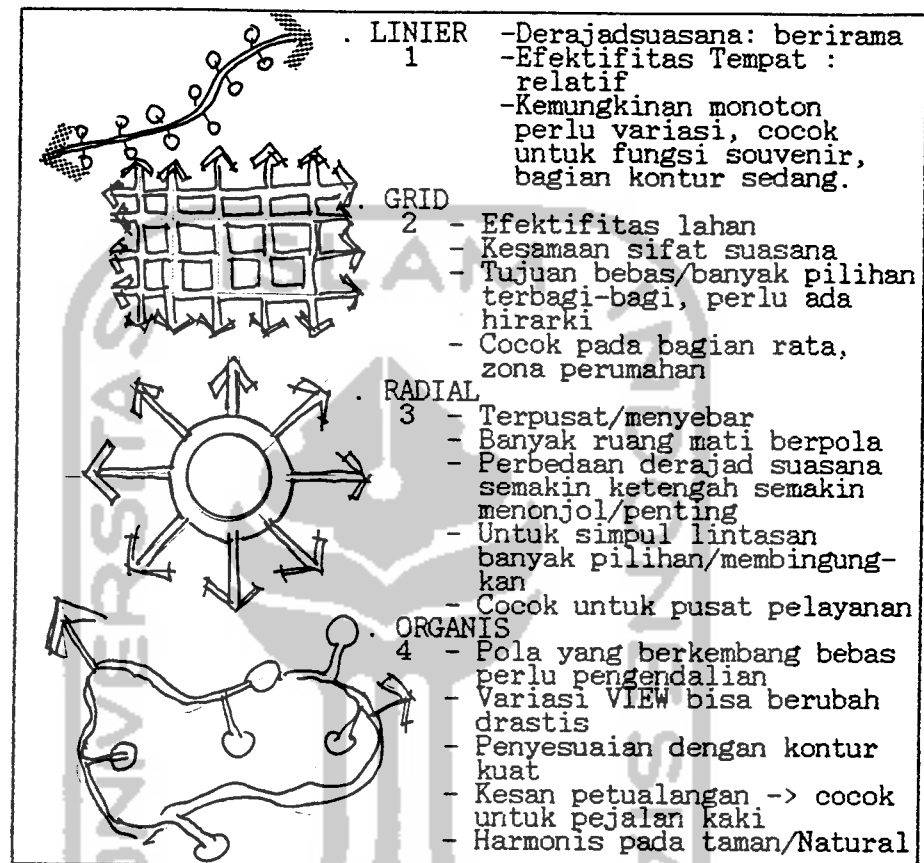 . LINIER
1
-Derajadsuasana: berirama
-Efektifitas Tempat :
relatif
-Kemungkinan monoton
perlu variasi, cocok
untuk fungsi souvenir,
bagian kontur sedang.
. GRID
2
- Efektifitas lahan
- Kesamaan sifat suasana
- Tujuan bebas/banyak pilihan
terbagi-bagi, perlu ada
hirarki
- Cocok pada bagian rata,
zona perumahan
. RADIAL
3
- Terpusat/menyebar
- Banyak ruang mati berpola
- Perbedaan derajad suasana
semakin ketengah semakin
menonjol/penting
- Untuk simpul lintasan
banyak pilihan/membingung-
kan
- Cocok untuk pusat pelayanan
. ORGANIS
4
- Pola yang berkembang bebas
perlu pengendalian
- Variasi VIEW bisa berubah
drastis
- Penyesuaian dengan kontur
kuat
- Kesan petualangan -> cocok
untuk pejalan kaki
- Harmonis pada taman/Natural